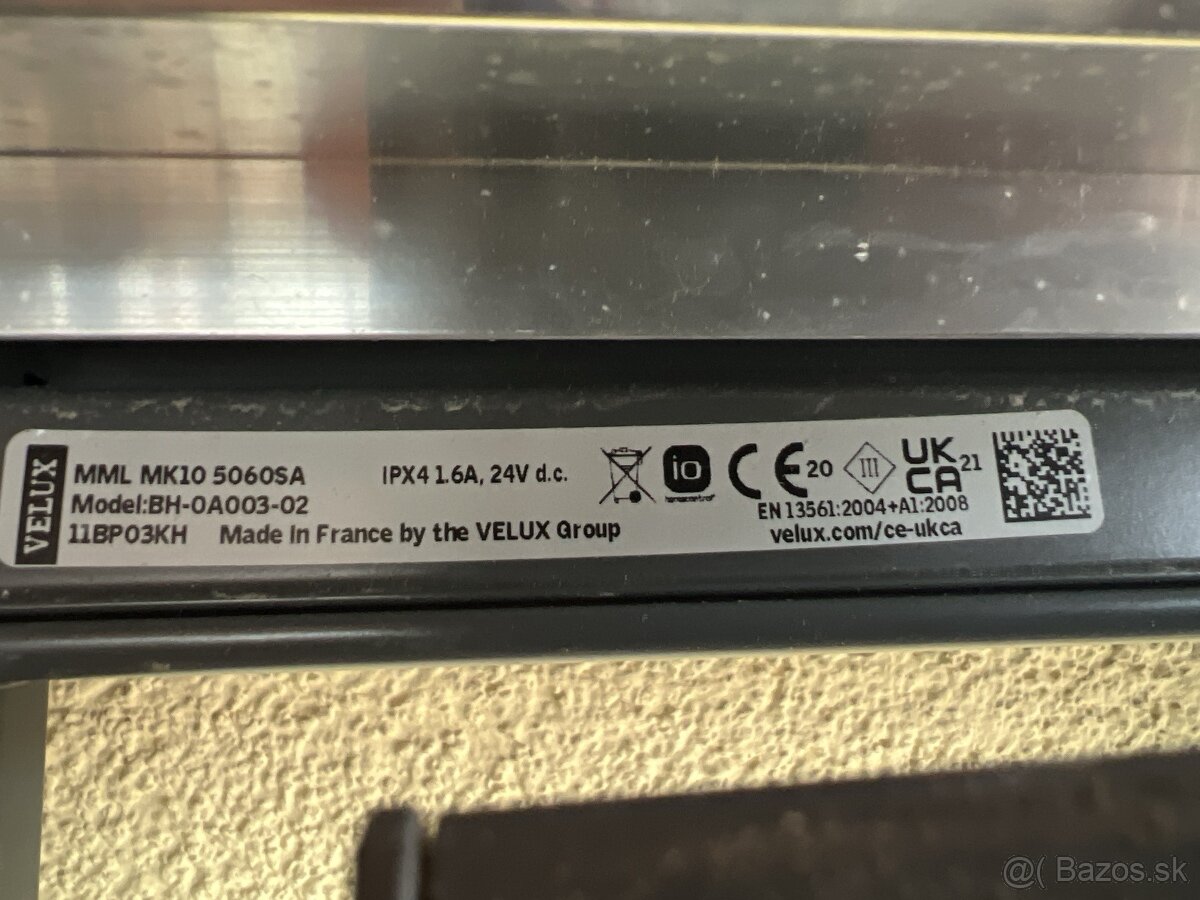 VELUX
MML MK10 5060SA IPX4 1.6A, 24V d.c.
Model:BH-0A003-02
11BP03KH Made in France by the VELUX Group
io
homecontrol®
CE 20
III
UK
CA 21
EN 13561:2004+A1:2008
velux.com/ce-ukca
@( Bazos.sk